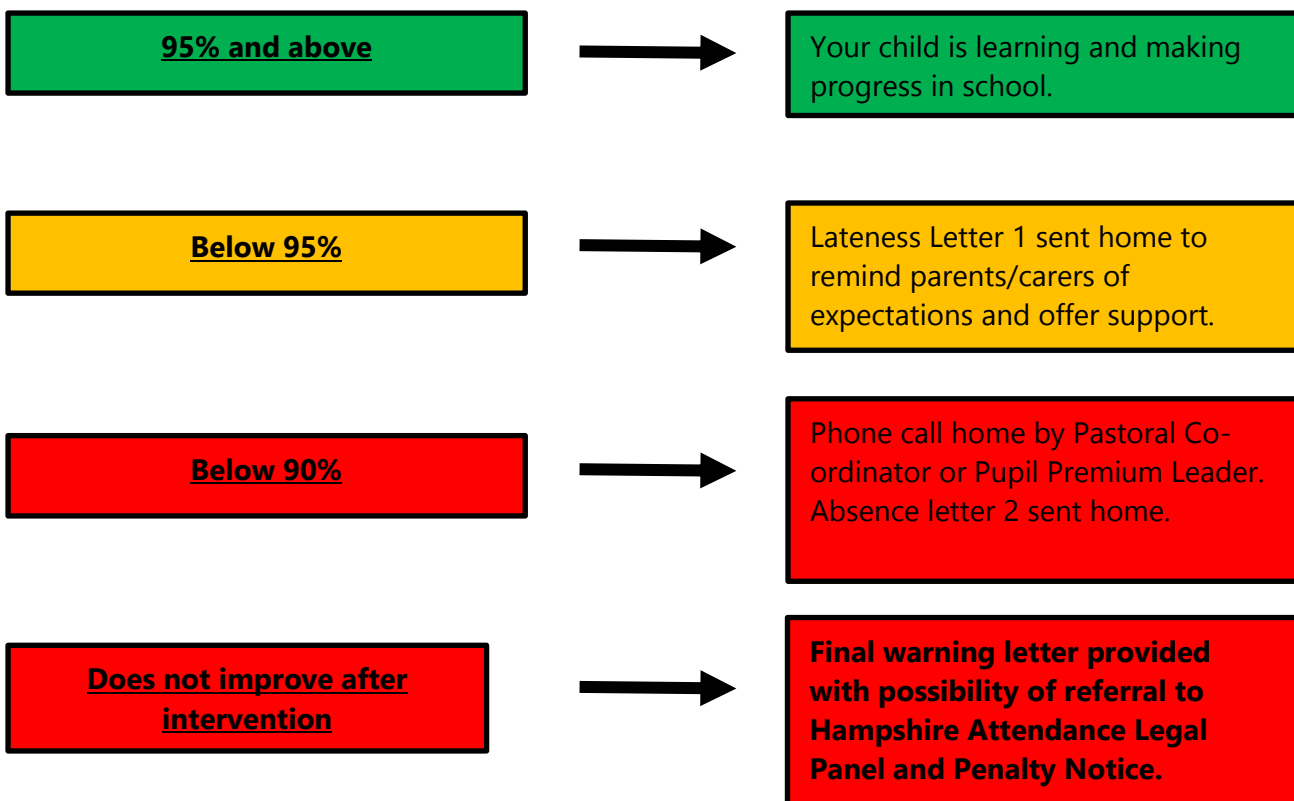 95% and above
Your child is learning and making
progress in school.
Below 95%
Lateness Letter 1 sent home to
remind parents/carers of
expectations and offer support.
Below 90%
Phone call home by Pastoral Co-
ordinator or Pupil Premium Leader.
Absence letter 2 sent home.
Does not improve after
intervention
Final warning letter provided
with possibility of referral to
Hampshire Attendance Legal
Panel and Penalty Notice.